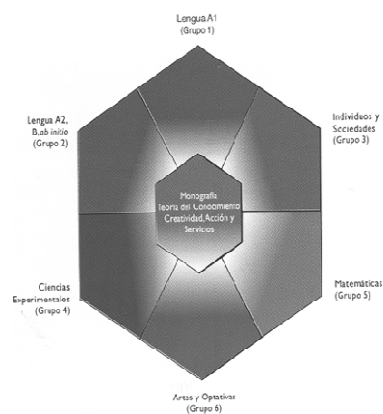 Lengua A1
(Grupo 1)
Lengua A2,
B,ab initio
(Grupo 2)
Individuos y
Sociedades
(Grupo 3)
Monografía
Teoría del Conocimiento
Creatividad, Acción y
Servicios
Ciencias
Experimentales
(Grupo 4)
Matemáticas
(Grupo 5)
Artes y Optativas
(Grupo 6)